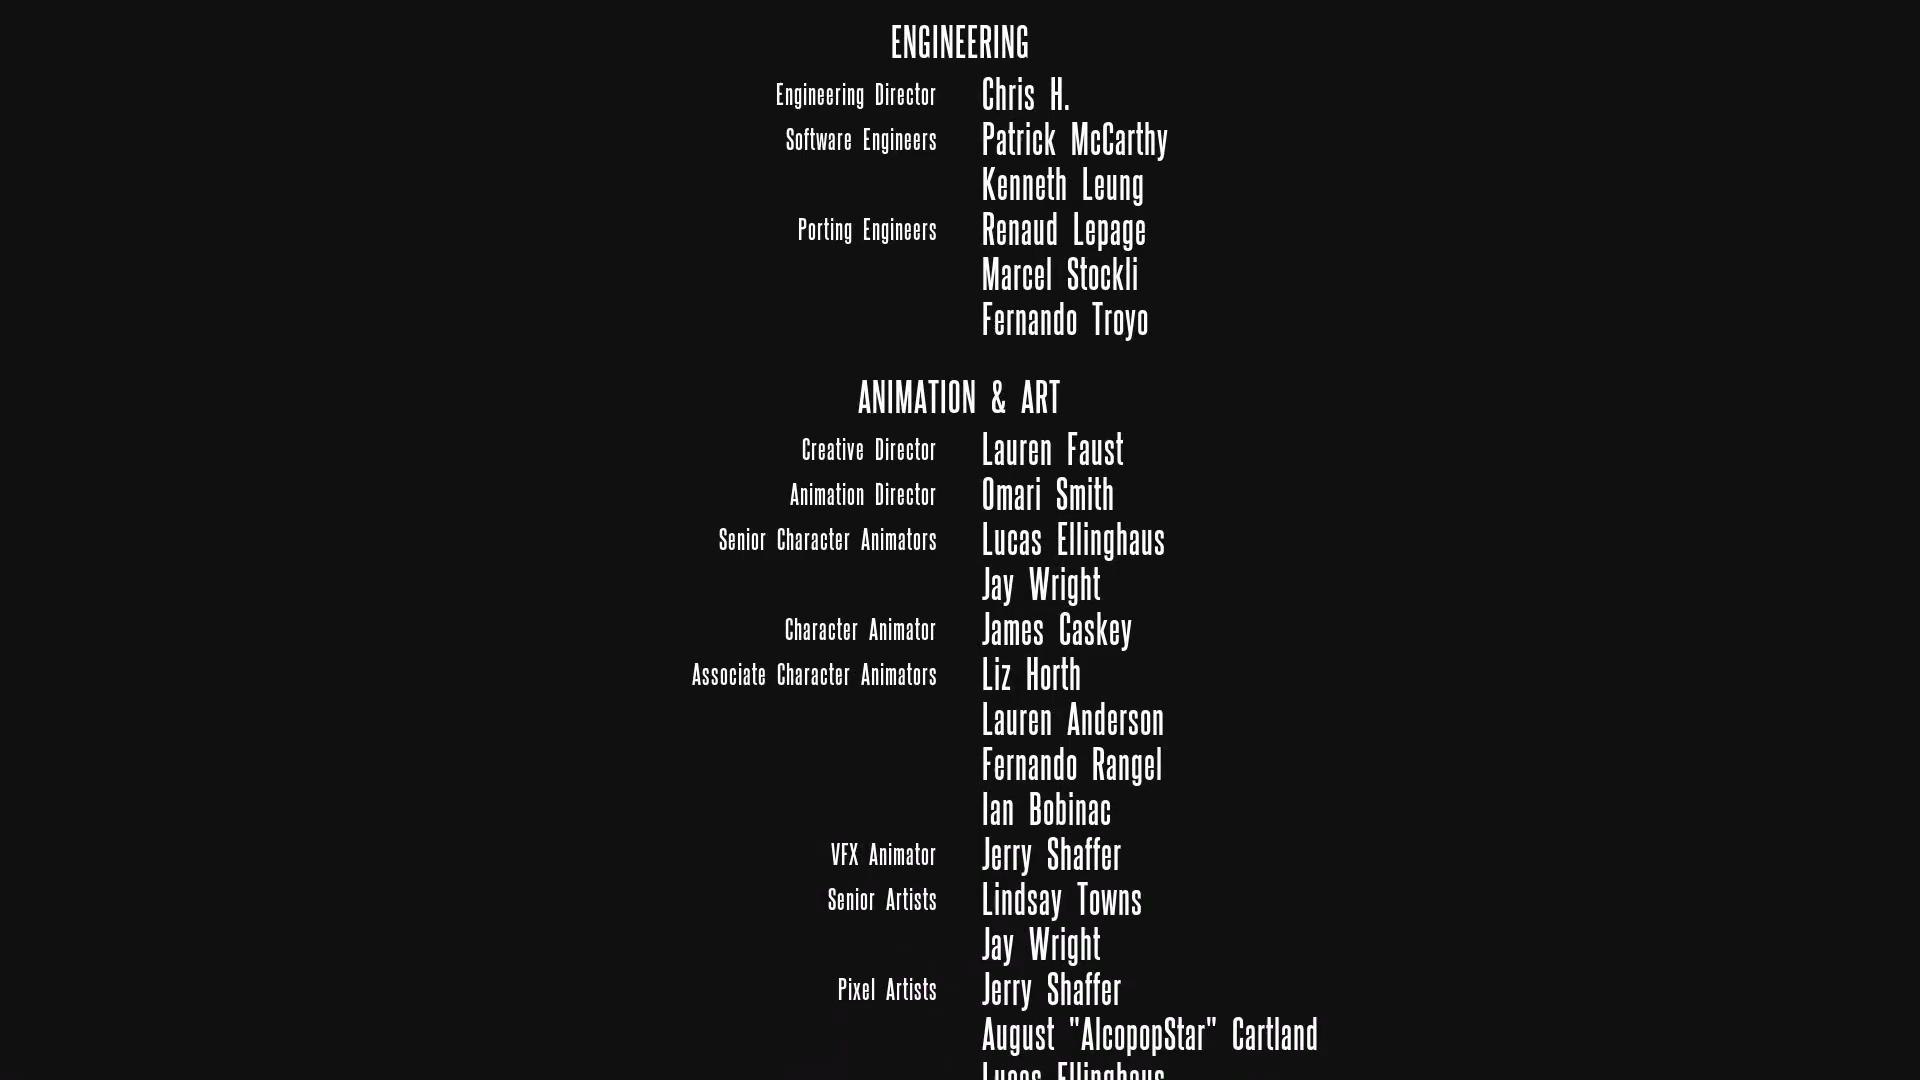 ENGINEERING
Engineering Director Chris H.
Software Engineers Patrick McCarthy
Kenneth Leung
Porting Engineers Renaud Lepage
Marcel Stockli
Fernando Troyo
ANIMATION & ART
Creative Director Lauren Faust
Animation Director Omari Smith
Senior Character Animators Lucas Ellinghaus
Jay Wright
Character Animator James Caskey
Associate Character Animators Liz Horth
Lauren Anderson
Fernando Rangel
Ian Bobinac
VFX Animator Jerry Shaffer
Senior Artists Lindsay Towns
Jay Wright
Pixel Artists Jerry Shaffer
August "AlcopopStar" Cartland
Lucas Ellinghaus